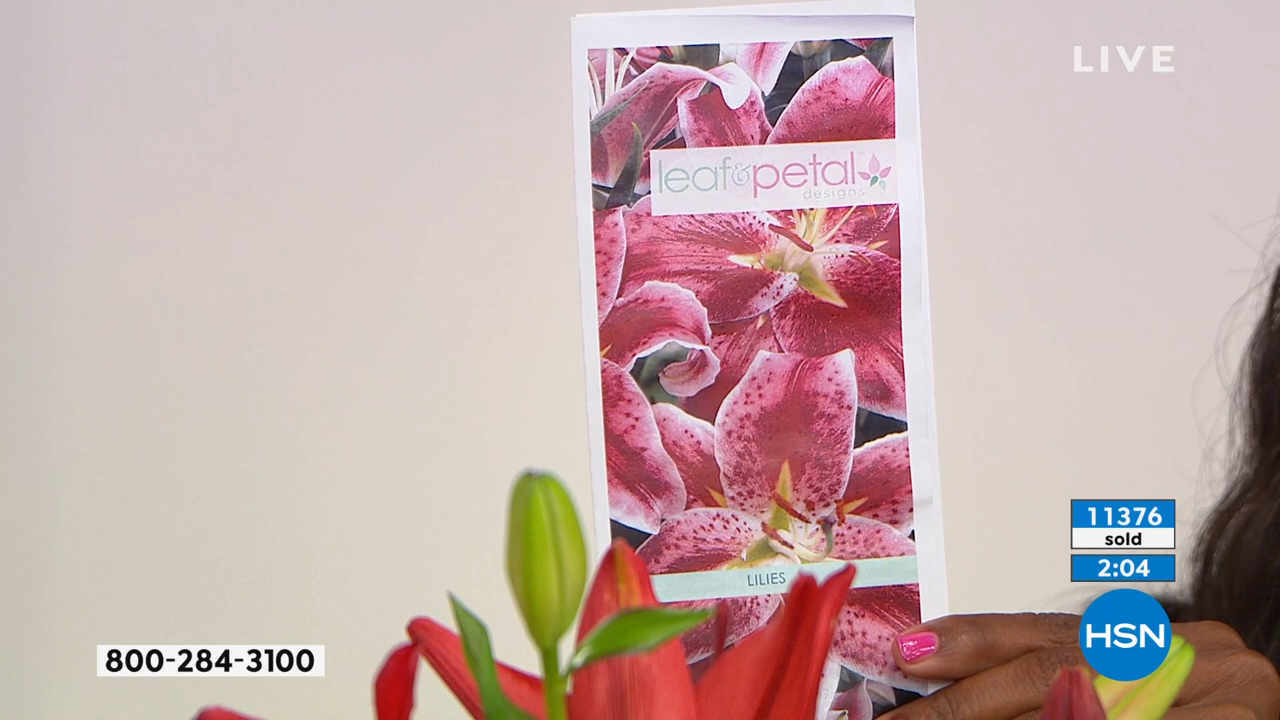 LIVE
leaf&petal
designs
LILIES
11376
sold
2:04
HSN
800-284-3100